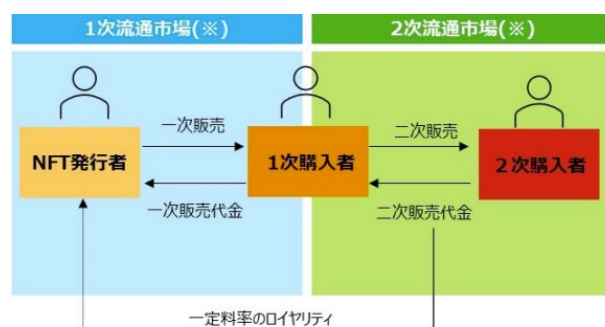 1次流通市場(※)
2次流通市場(※)
一次販売
二次販売
NFT発行者
1次購入者
２次購入者
一次販売代金
二次販売代金
一定料率のロイヤリティ